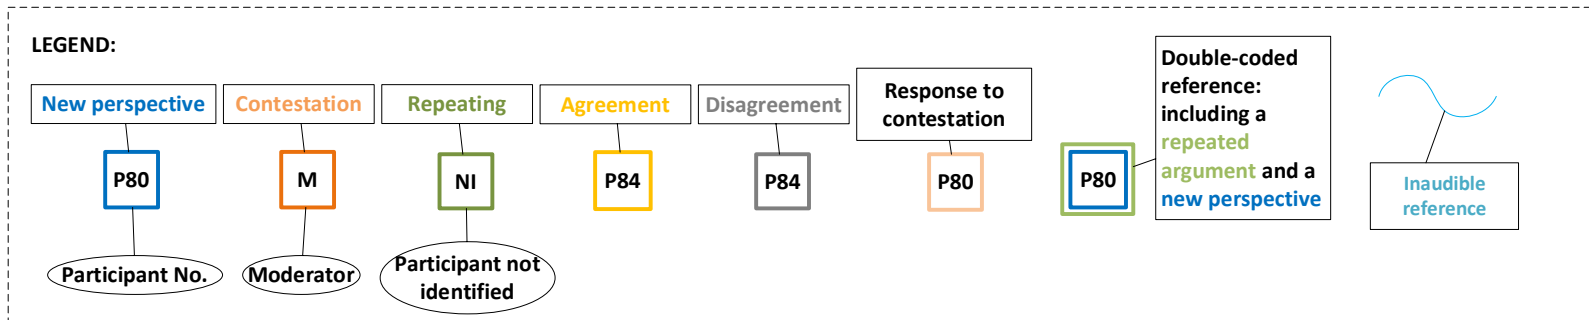 LEGEND:
New perspective
Contestation
Repeating
Agreement
Disagreement
Response to
contestation
P80
M
NI
P84
P84
P80
P80
Double-coded
reference:
including a
repeated
argument and a
new perspective
Inaudible
reference
Participant No.
Moderator
Participant not
identified